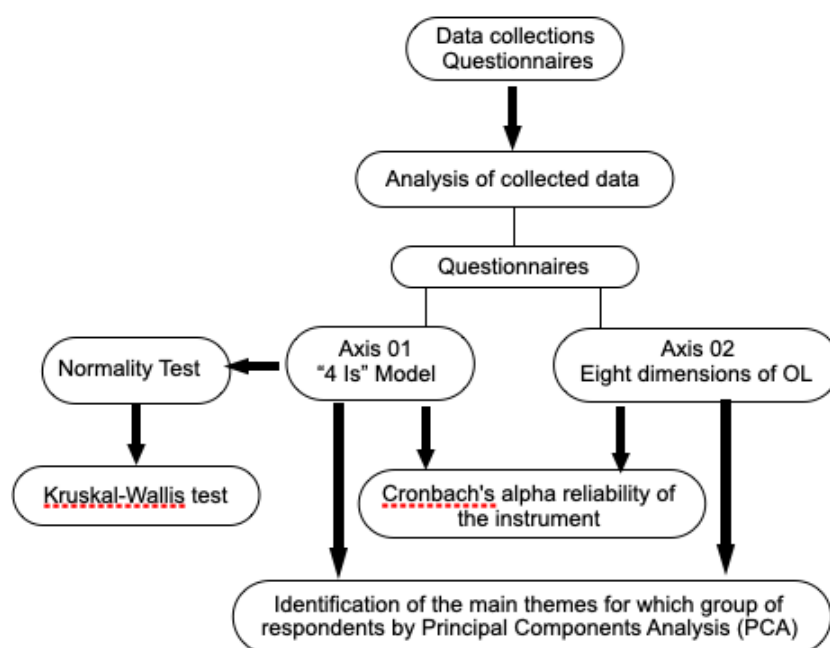 Data collections
Questionnaires
Analysis of collected data
Questionnaires
Axis 01
“4 Is” Model
Axis 02
Eight dimensions of OL
Normality Test
Kruskal-Wallis test
Cronbach's alpha reliability of
the instrument
Identification of the main themes for which group of
respondents by Principal Components Analysis (PCA)